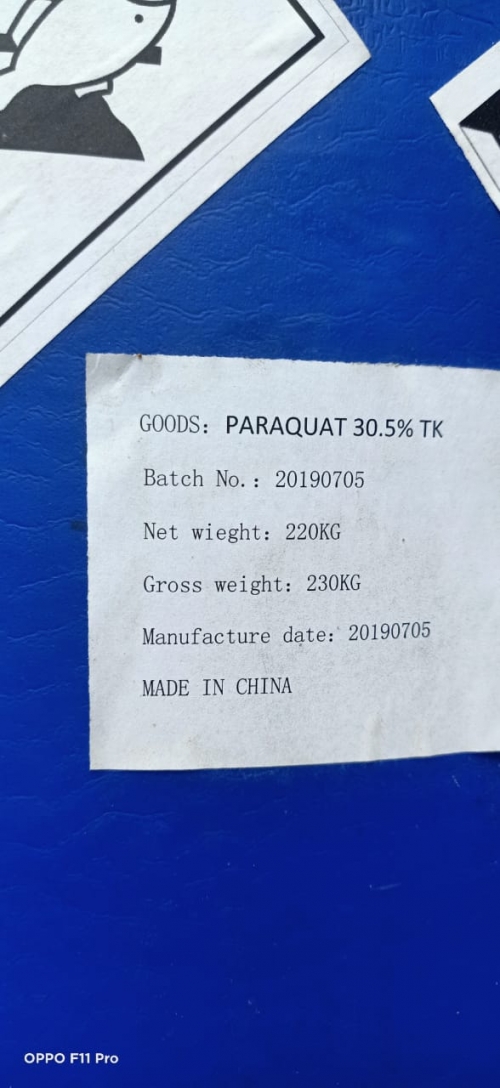 GOODS: PARAQUAT 30.5% TK
Batch No.: 20190705
Net wieght: 220KG
Gross weight: 230KG
Manufacture date: 20190705
MADE IN CHINA
OPPO F11 Pro